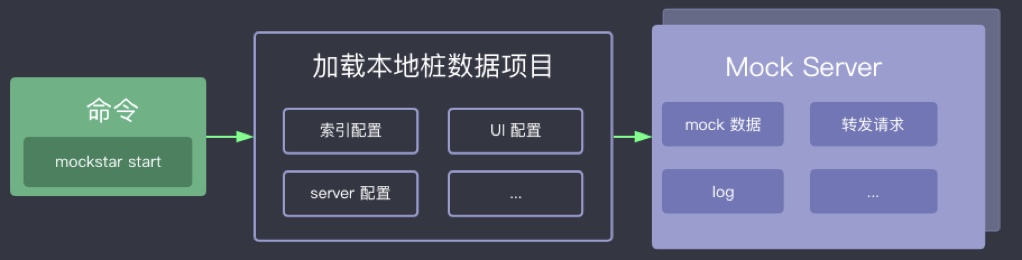 命令
mockstar start
加载本地桩数据项目
索引配置
UI 配置
server 配置
...
Mock Server
mock 数据
转发请求
log
...